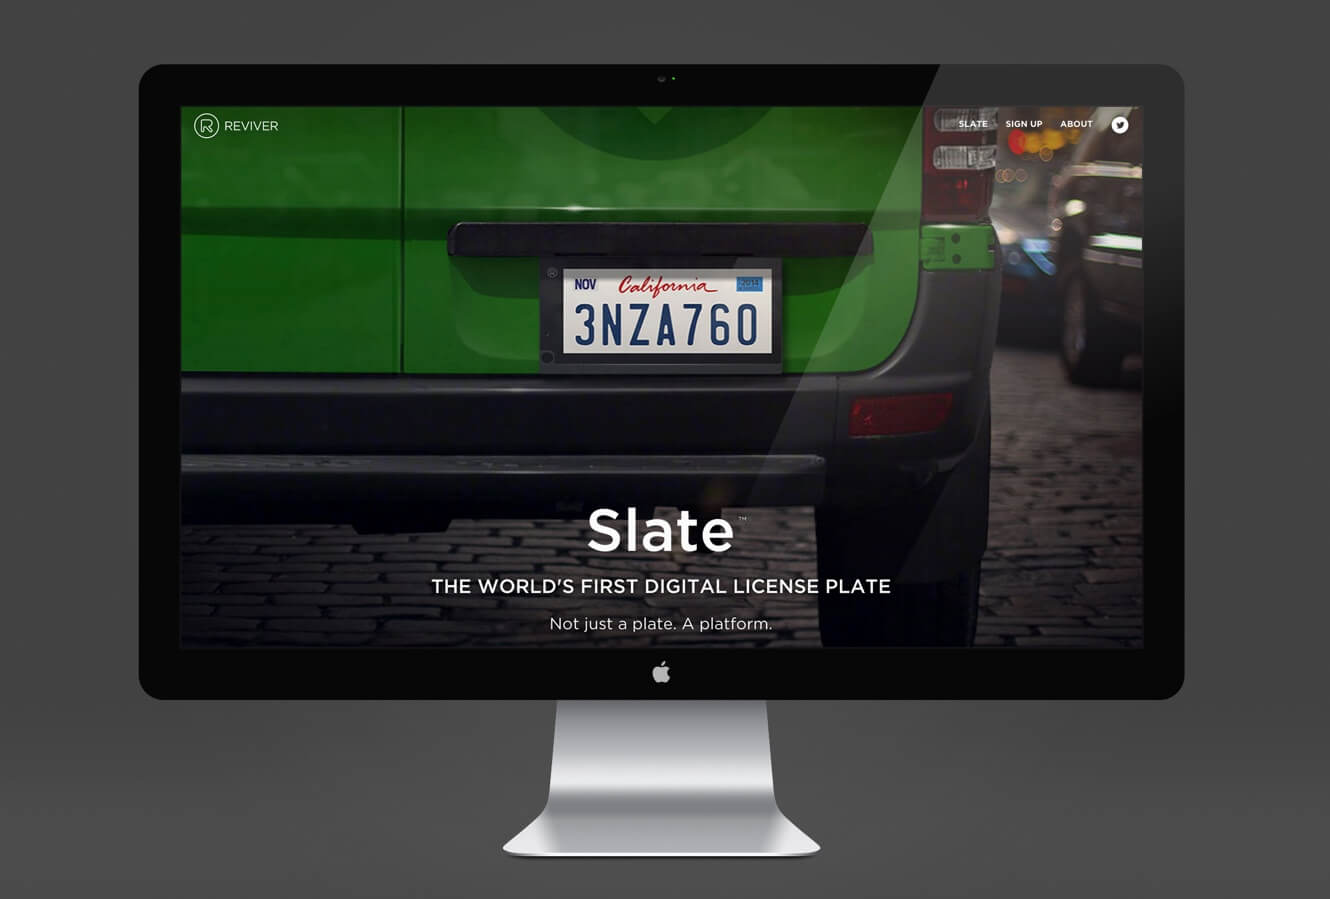 REVIVER
SLATE SIGN UP ABOUT
NOV California 2014
3NZA760
Slate™
THE WORLD'S FIRST DIGITAL LICENSE PLATE
Not just a plate. A platform.